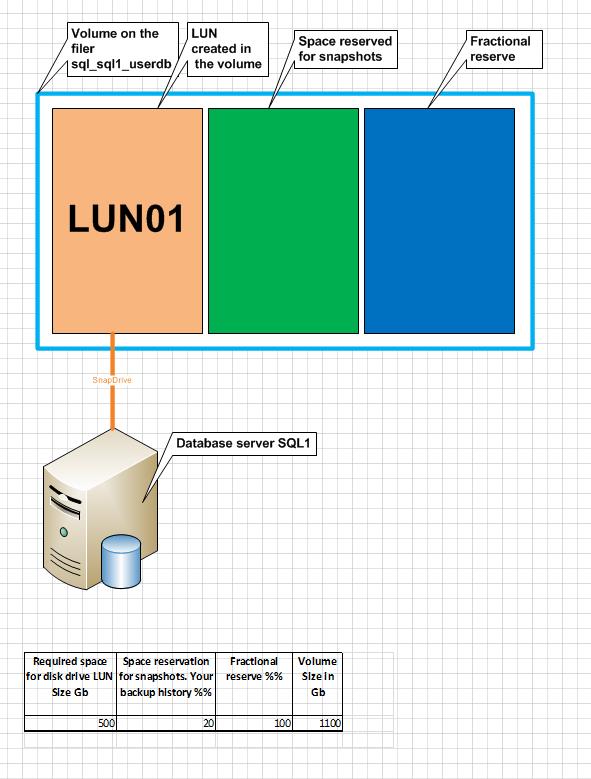 Volume on the
filer
sql_sql1_userdb
LUN
created in
the volume
Space reserved
for snapshots
Fractional
reserve
LUN01
SnapDrive
Database server SQL1
Required space
for disk drive LUN
Size Gb
Space reservation
for snapshots. Your
backup history %%
Fractional
reserve %%
Volume
Size in
Gb
500
20
100
1100